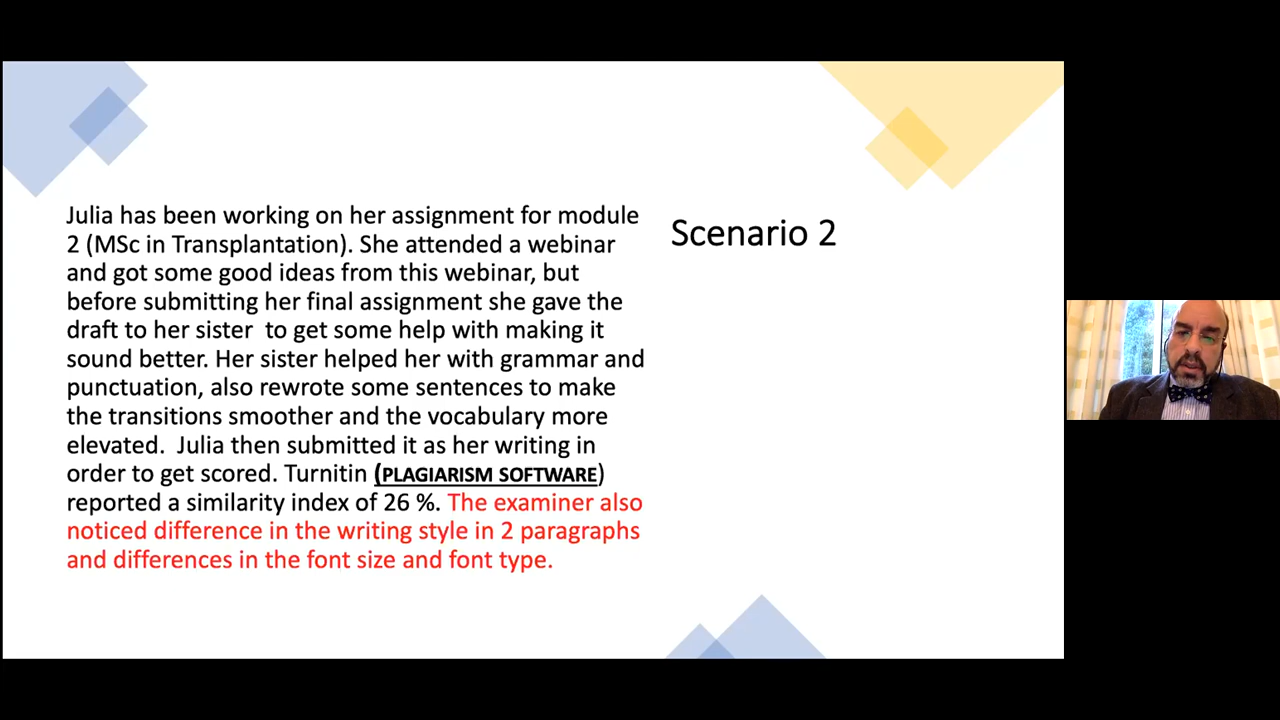 Julia has been working on her assignment for module
2 (MSc in Transplantation). She attended a webinar
and got some good ideas from this webinar, but
before submitting her final assignment she gave the
draft to her sister  to get some help with making it
sound better. Her sister helped her with grammar and
punctuation, also rewrote some sentences to make
the transitions smoother and the vocabulary more
elevated.  Julia then submitted it as her writing in
order to get scored. Turnitin (PLAGIARISM SOFTWARE)
reported a similarity index of 26 %. The examiner also
noticed difference in the writing style in 2 paragraphs
and differences in the font size and font type.
Scenario 2